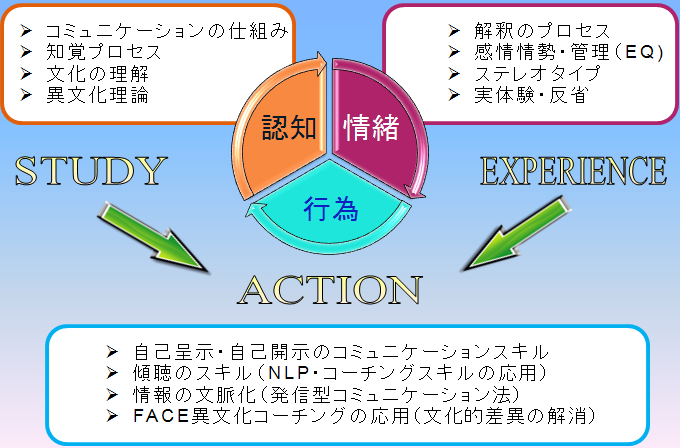 ➢ コミュニケーションの仕組み
➢ 知覚プロセス
➢ 文化の理解
➢ 異文化理論
➢ 解釈のプロセス
➢ 感情情勢・管理(EQ)
➢ ステレオタイプ
➢ 実体験・反省
認知
情緒
行為
STUDY
EXPERIENCE
ACTION
➢ 自己呈示・自己開示のコミュニケーションスキル
➢ 傾聴のスキル(NLP・コーチングスキルの応用)
➢ 情報の文脈化(発信型コミュニケーション法)
➢ FACE異文化コーチングの応用(文化的差異の解消)